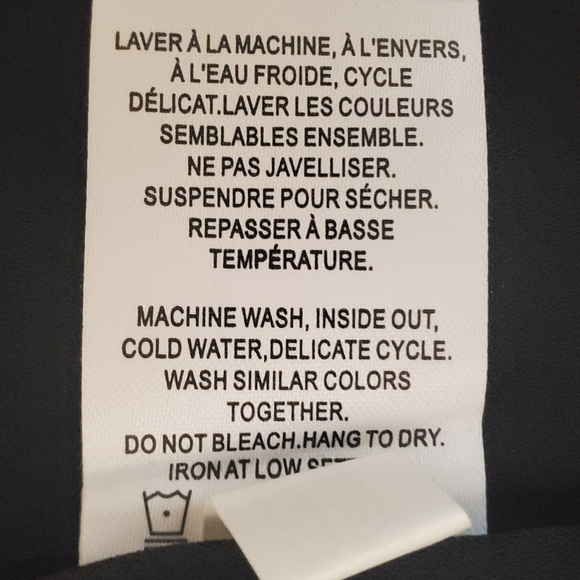 LAVER À LA MACHINE, À L'ENVERS,
À L'EAU FROIDE, CYCLE
DÉLICAT.LAVER LES COULEURS
SEMBLABLES ENSEMBLE.
NE PAS JAVELLISER.
SUSPENDRE POUR SÉCHER.
REPASSER À BASSE
TEMPÉRATURE.
MACHINE WASH, INSIDE OUT,
COLD WATER,DELICATE CYCLE.
WASH SIMILAR COLORS
TOGETHER.
DO NOT BLEACH.HANG TO DRY.
IRON AT LOW